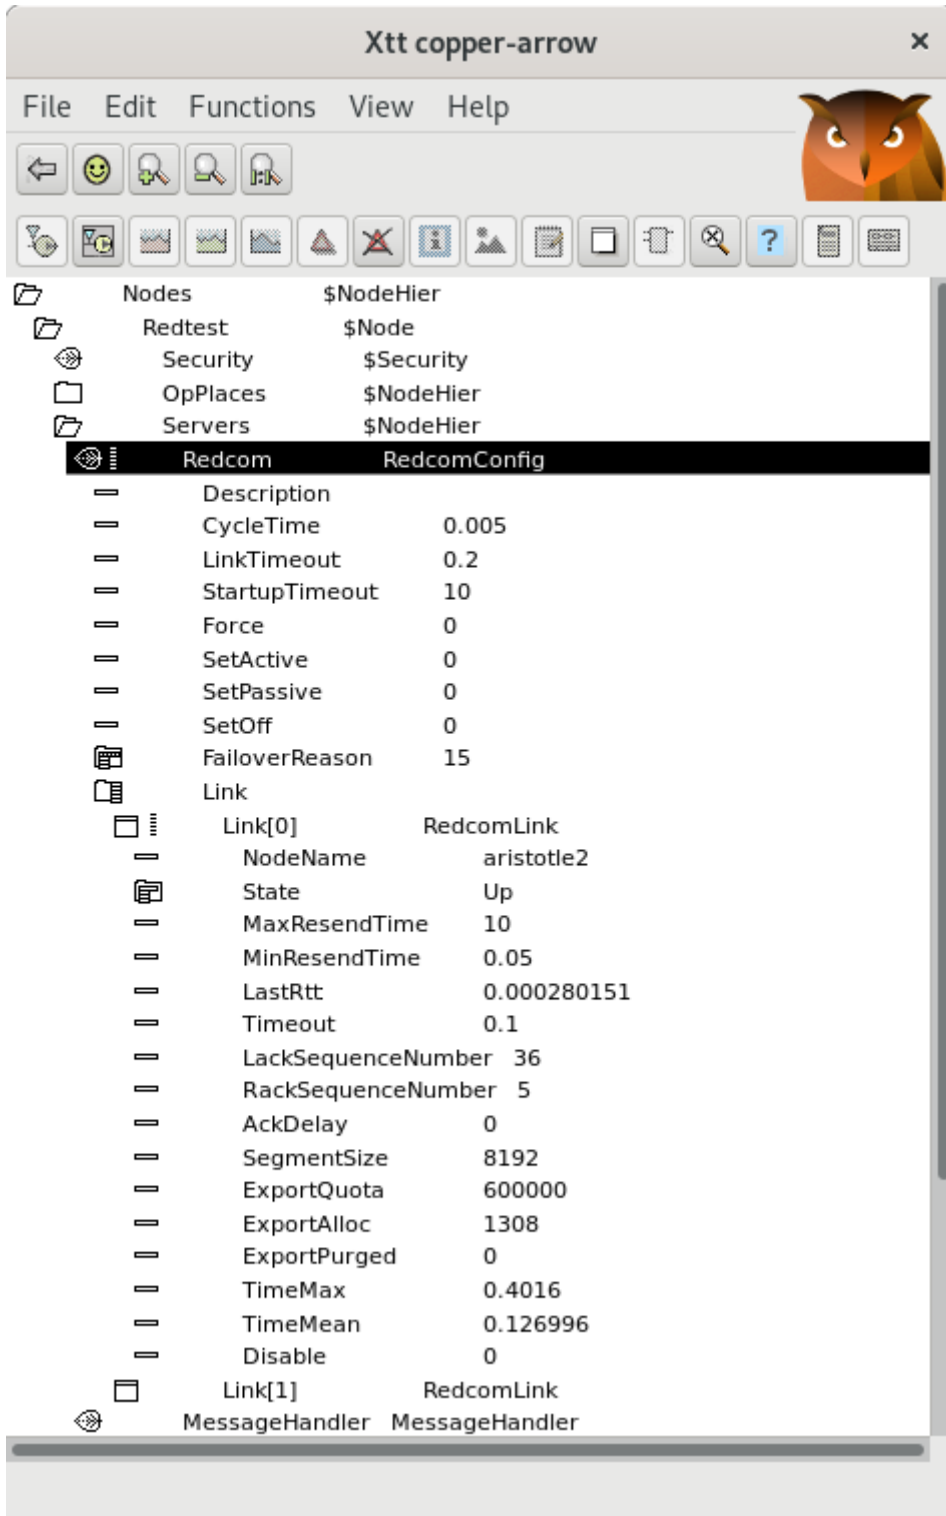 Xtt copper-arrow ×
File Edit Functions View Help
Nodes $NodeHier
Redtest $Node
Security $Security
OpPlaces $NodeHier
Servers $NodeHier
Redcom RedcomConfig
Description
CycleTime 0.005
LinkTimeout 0.2
StartupTimeout 10
Force 0
SetActive 0
SetPassive 0
SetOff 0
FailoverReason 15
Link
Link[0] RedcomLink
NodeName aristotle2
State Up
MaxResendTime 10
MinResendTime 0.05
LastRtt 0.000280151
Timeout 0.1
LackSequenceNumber 36
RackSequenceNumber 5
AckDelay 0
SegmentSize 8192
ExportQuota 600000
ExportAlloc 1308
ExportPurged 0
TimeMax 0.4016
TimeMean 0.126996
Disable 0
Link[1] RedcomLink
MessageHandler MessageHandler